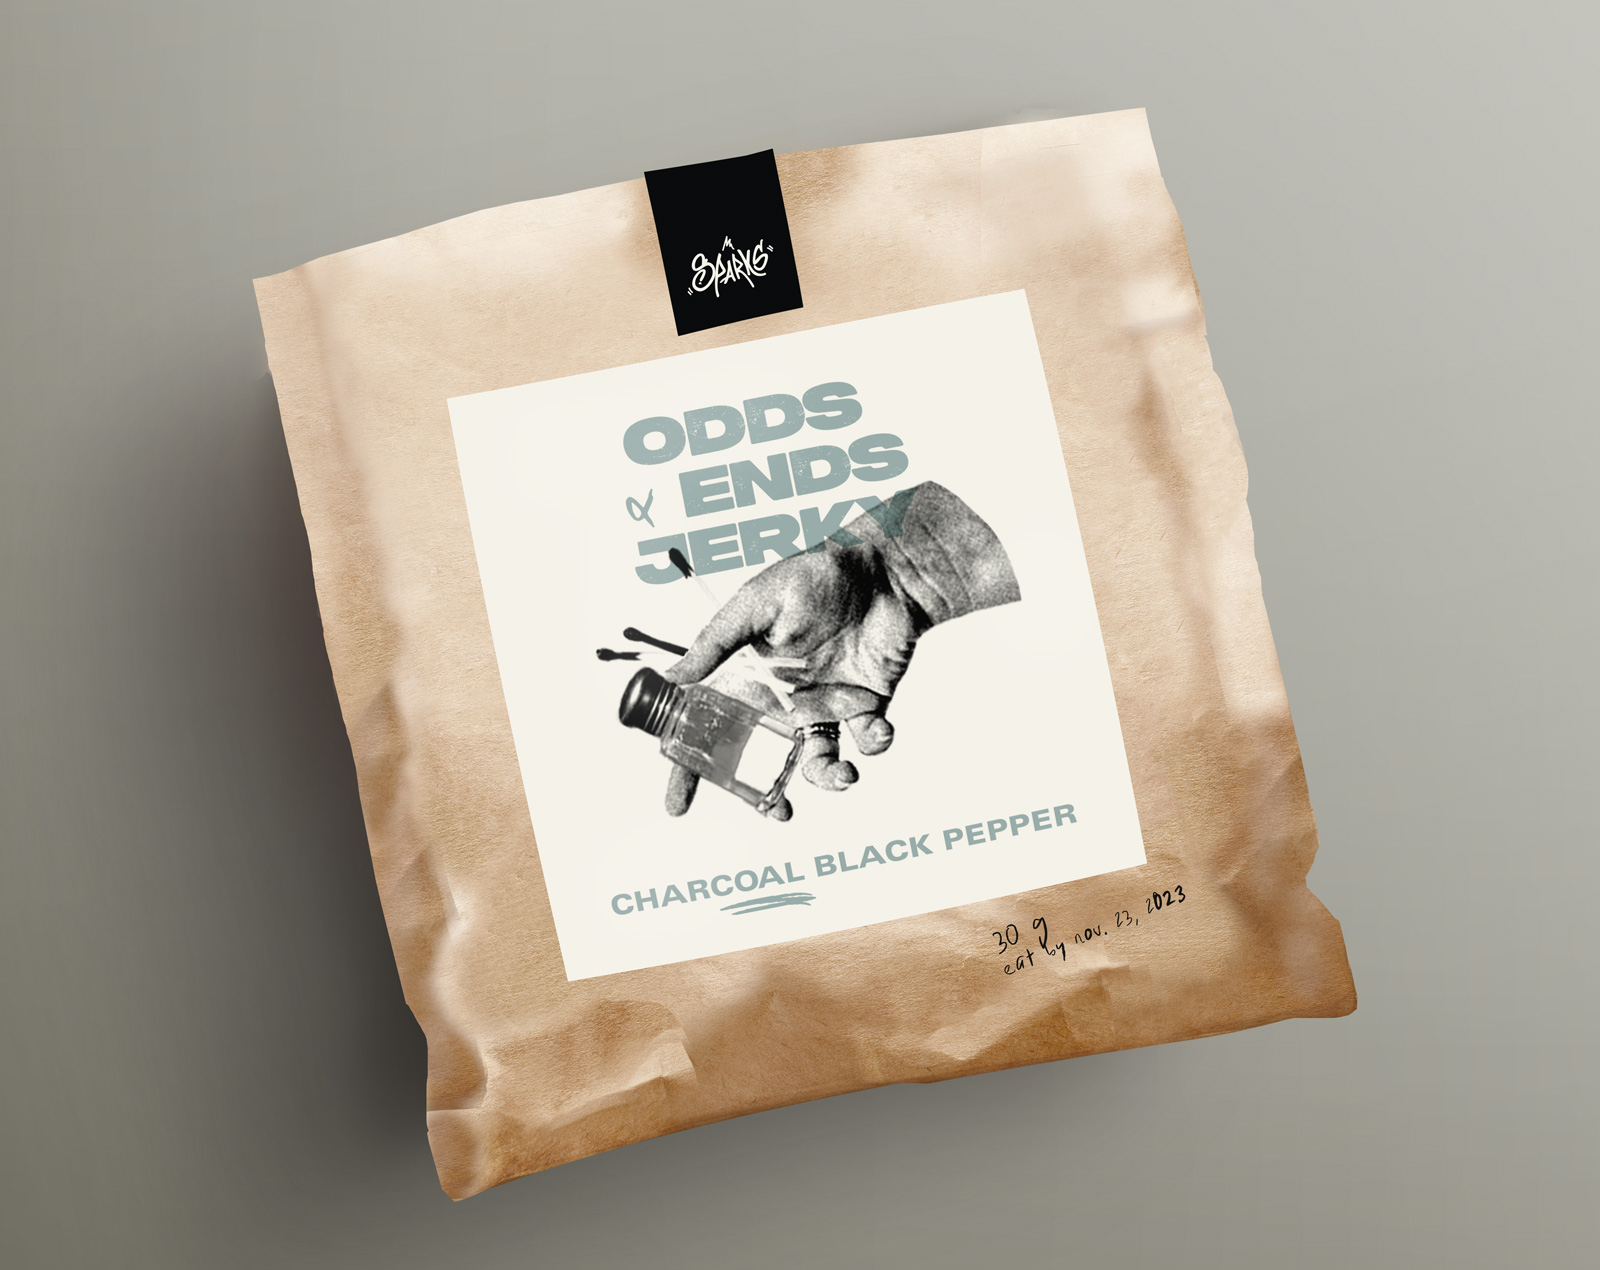 "SPARKS"
ODDS
& ENDS
JERKY
CHARCOAL BLACK PEPPER
30 g
eat by nov. 23, 2023